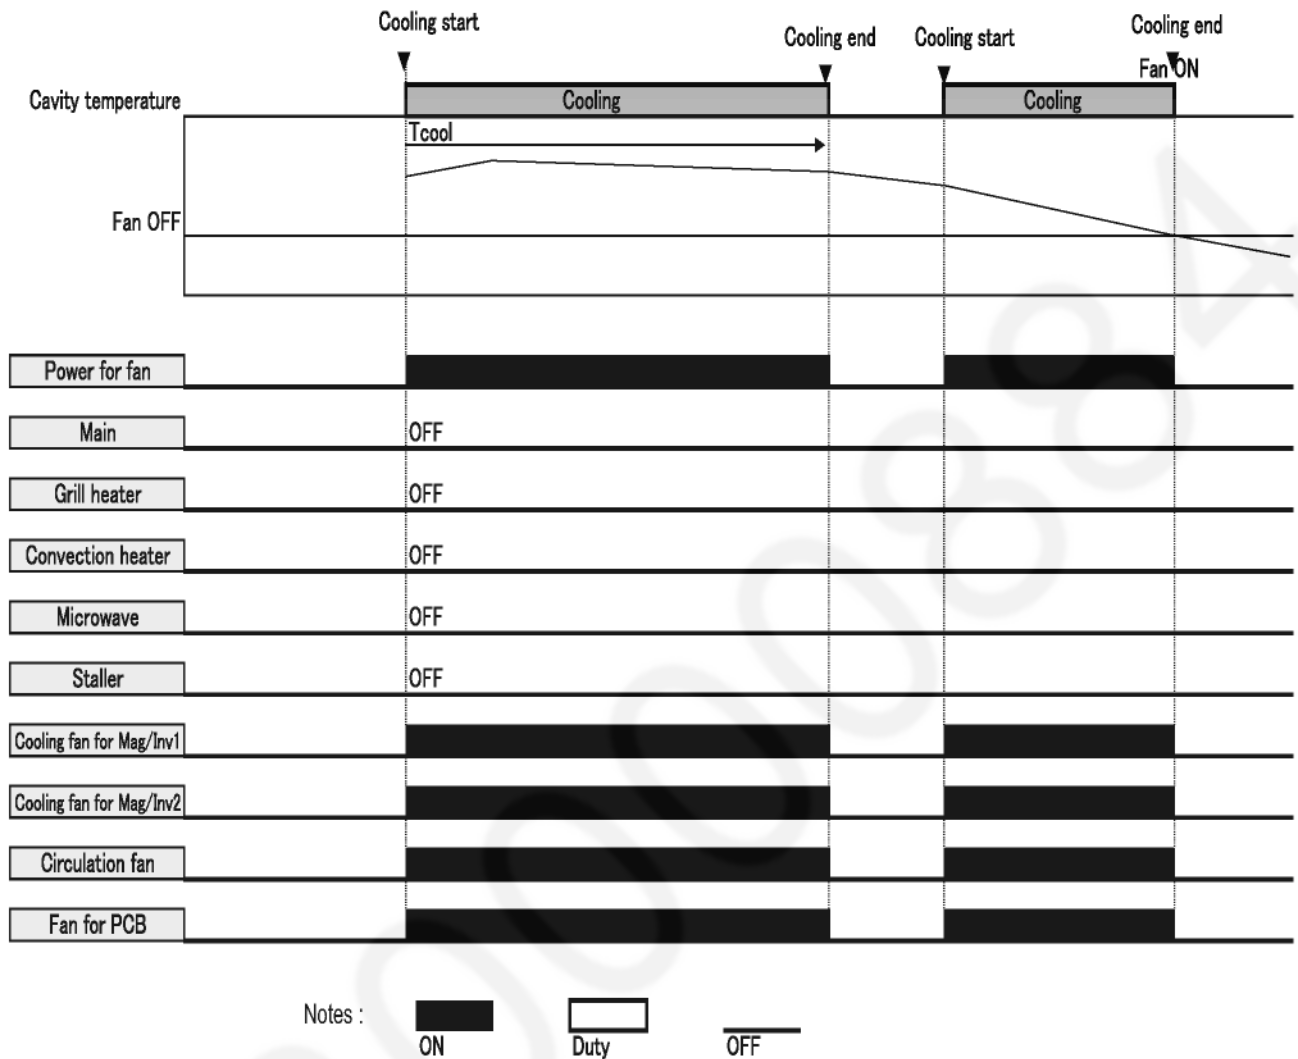 Cooling start
Cooling end
Cooling start
Cooling end
Fan ON
Cavity temperature
Cooling
Cooling
Tcool
Fan OFF
Power for fan
Main
OFF
Grill heater
OFF
Convection heater
OFF
Microwave
OFF
Staller
OFF
Cooling fan for Mag/Inv1
Cooling fan for Mag/Inv2
Circulation fan
Fan for PCB
Notes :
ON
Duty
OFF